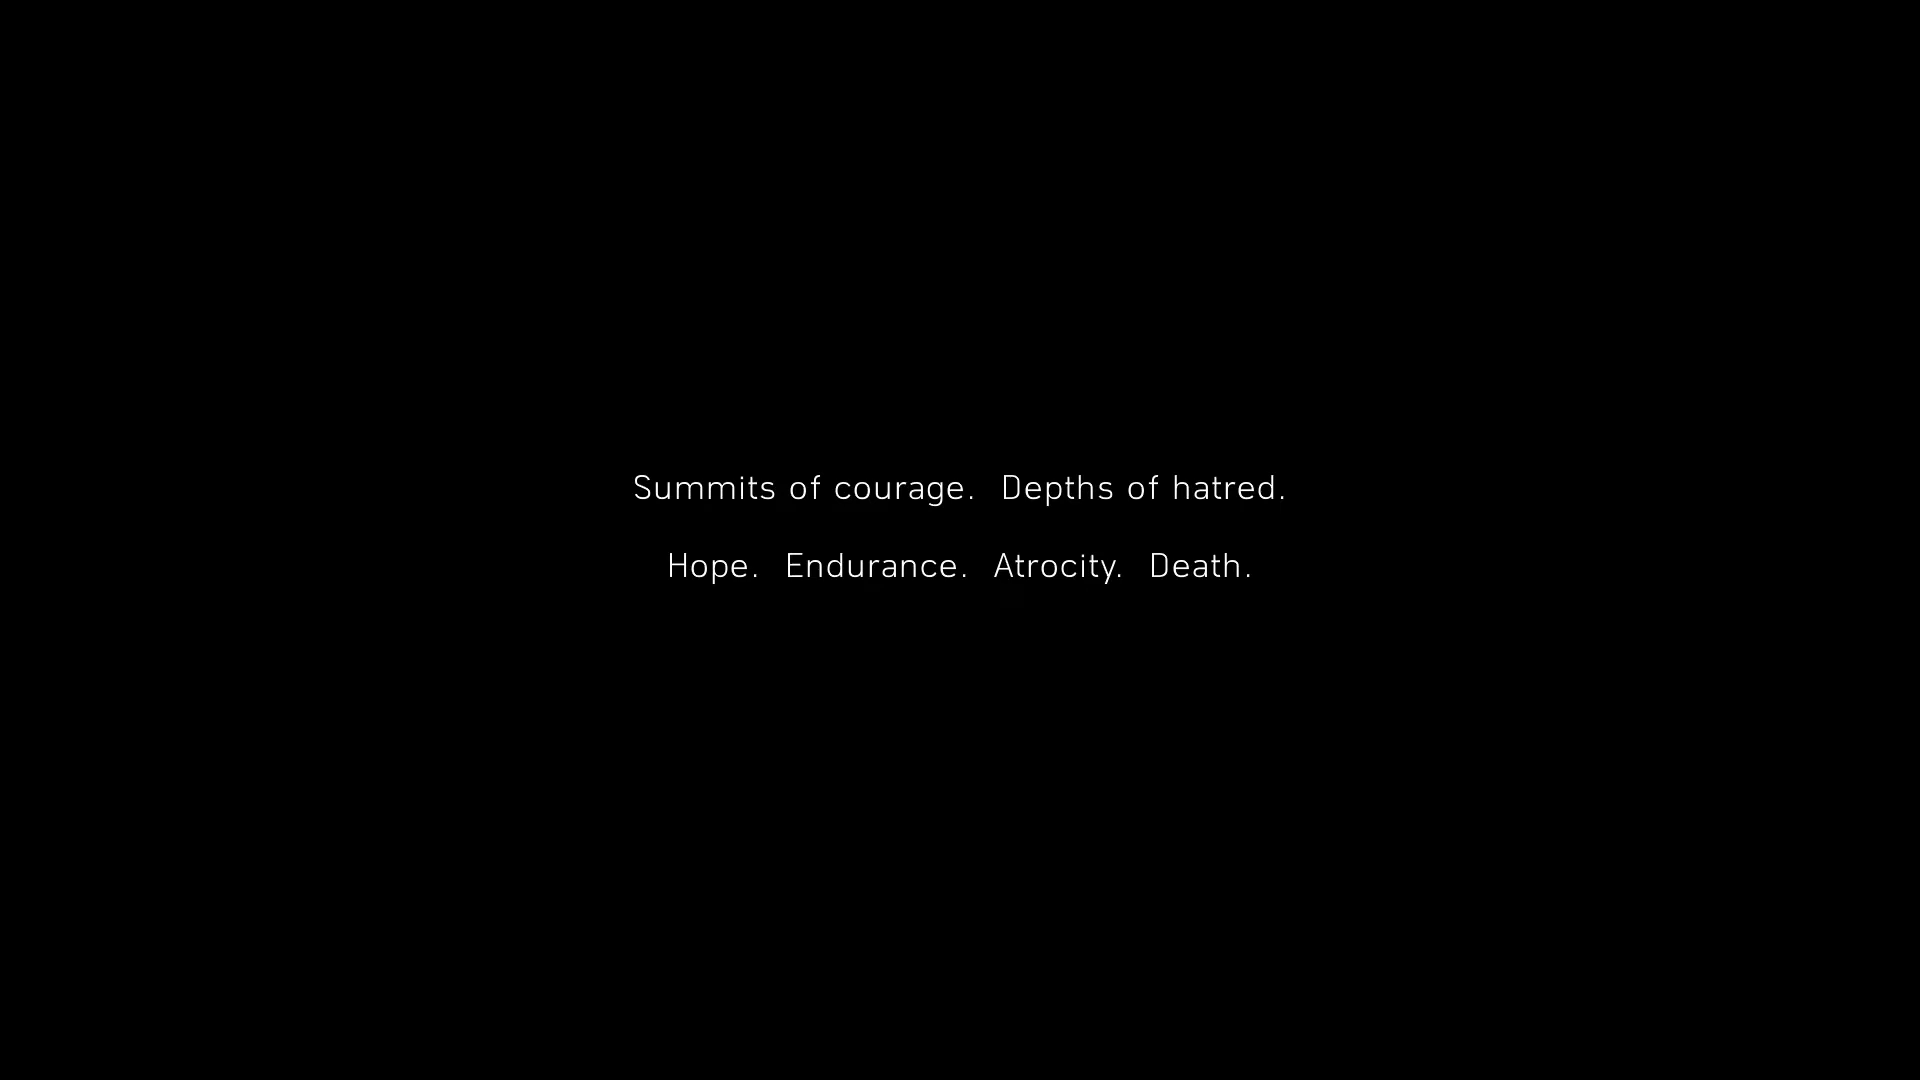 Summits of courage. Depths of hatred.
Hope. Endurance. Atrocity. Death.